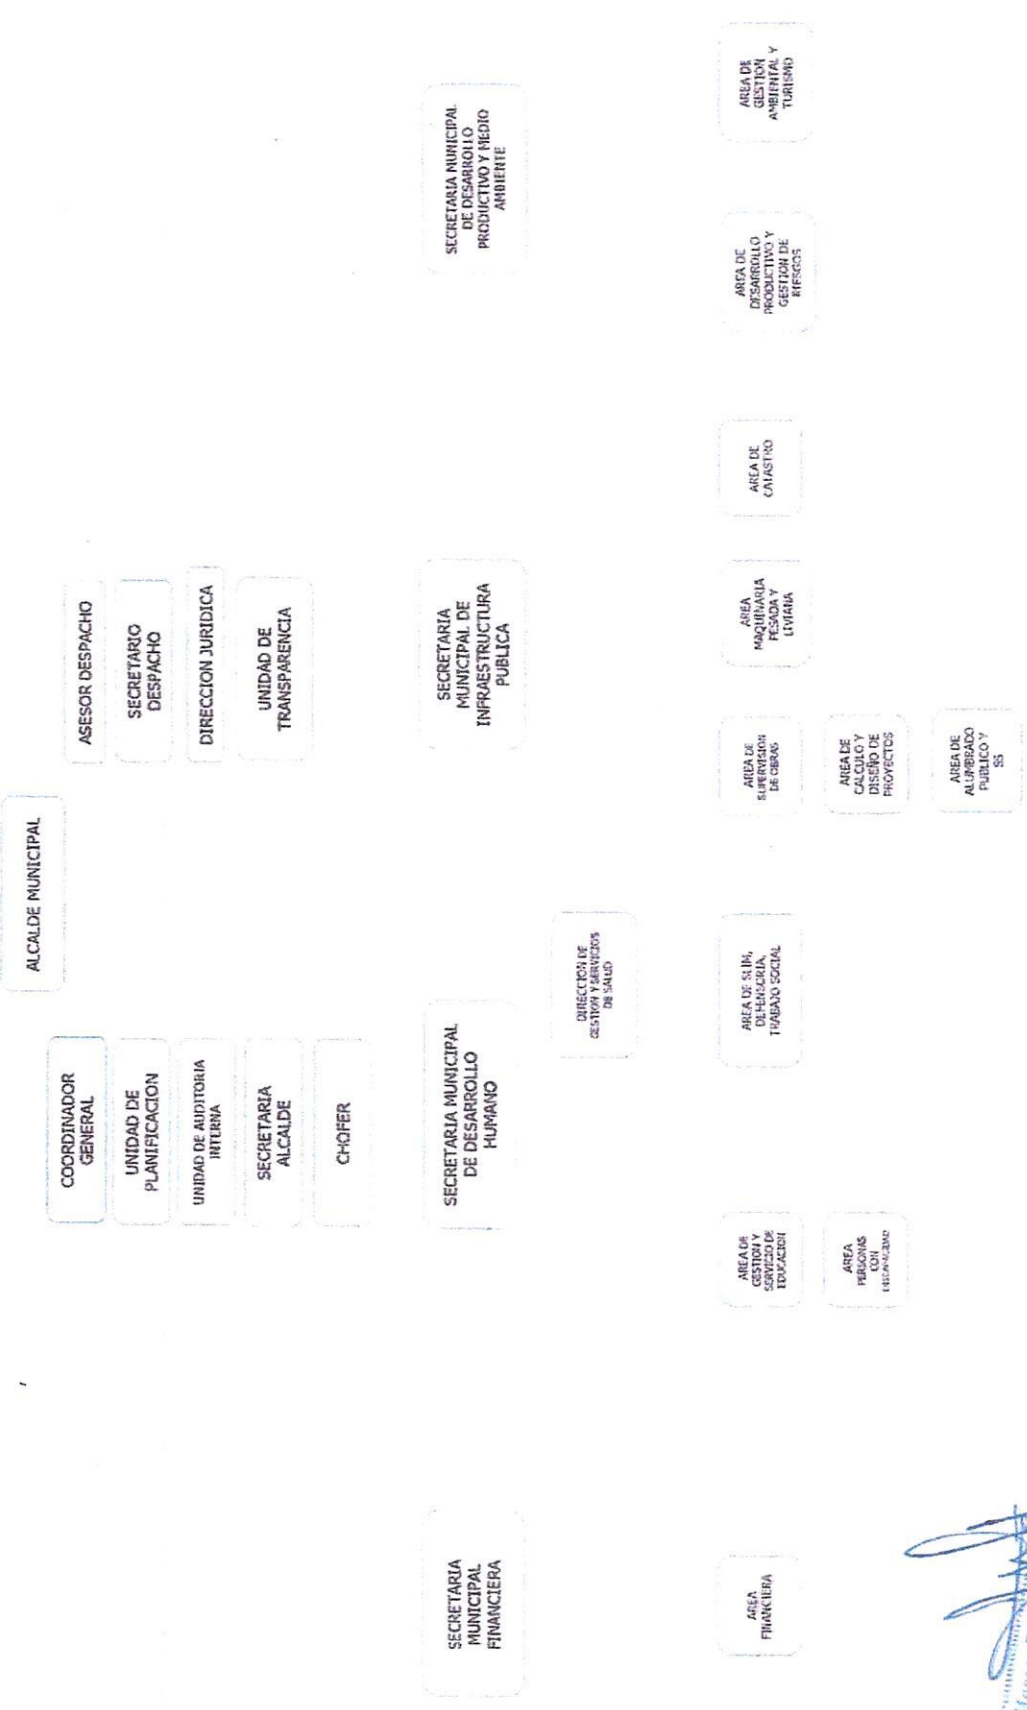 ALCALDE MUNICIPAL
COORDINADOR
GENERAL
ASESOR DESPACHO
UNIDAD DE
PLANIFICACION
SECRETARIO
DESPACHO
UNIDAD DE AUDITORIA
INTERNA
DIRECCION JURIDICA
SECRETARIA
ALCALDE
UNIDAD DE
TRANSPARENCIA
CHOFER
SECRETARIA
MUNICIPAL
FINANCIERA
SECRETARIA MUNICIPAL
DE DESARROLLO
HUMANO
SECRETARIA
MUNICIPAL DE
INFRAESTRUCTURA
PUBLICA
SECRETARIA MUNICIPAL
DE DESARROLLO
PRODUCTIVO Y MEDIO
AMBIENTE
DIRECCION DE
GESTION Y SERVICIOS
DE SALUD
AREA
FINANCIERA
AREA DE
GESTION Y
SERVICIO DE
EDUCACION
AREA DE SLIM,
DEFENSORIA,
TRABAJO SOCIAL
AREA DE
SUPERVISION
DE OBRAS
AREA
MAQUINARIA
PESADA Y
LIVIANA
AREA DE
CATASTRO
AREA DE
DESARROLLO
PRODUCTIVO Y
GESTION DE
RIESGOS
AREA DE
GESTION
AMBIENTAL Y
TURISMO
AREA
PERSONAS
CON
DISCAPACIDAD
AREA DE
CALCULO Y
DISEÑO DE
PROYECTOS
AREA DE
ALUMBRADO
PUBLICO Y
SS